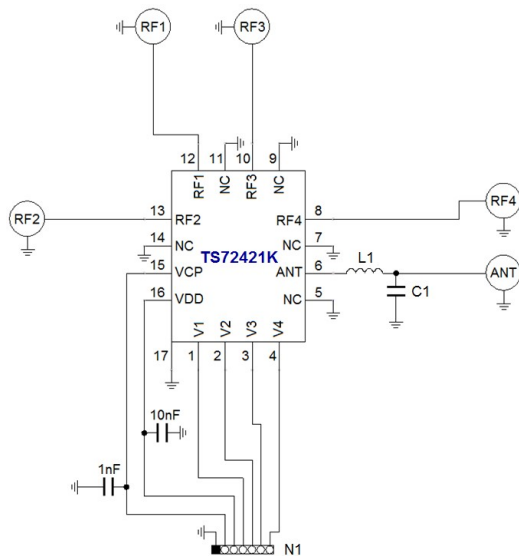 RF1 RF3
12 11 10 9
RF1 NC RF3 NC
RF2 13 RF2 RF4 8 RF4
14 NC NC 7
TS72421K L1
15 VCP ANT 6 ANT
16 VDD NC 5 C1
V1 V2 V3 V4
17 1 2 3 4
10nF
1nF
N1